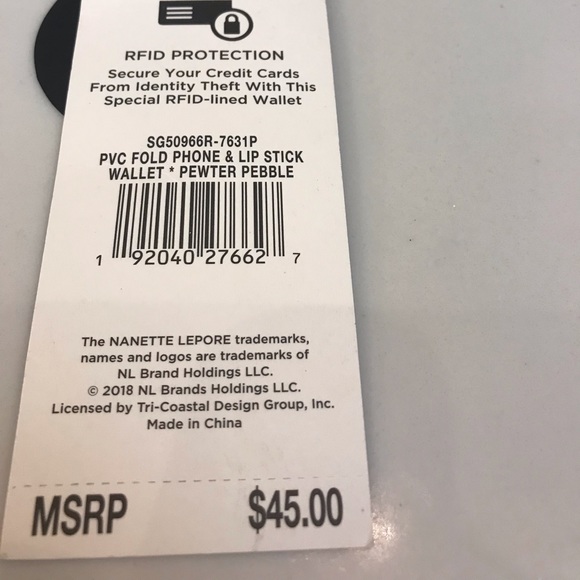 RFID PROTECTION
Secure Your Credit Cards
From Identity Theft With This
Special RFID-lined Wallet
SG50966R-7631P
PVC FOLD PHONE & LIP STICK
WALLET * PEWTER PEBBLE
1 92040 27662 7
The NANETTE LEPORE trademarks,
names and logos are trademarks of
NL Brand Holdings LLC.
© 2018 NL Brands Holdings LLC.
Licensed by Tri-Coastal Design Group, Inc.
Made in China
MSRP $45.00